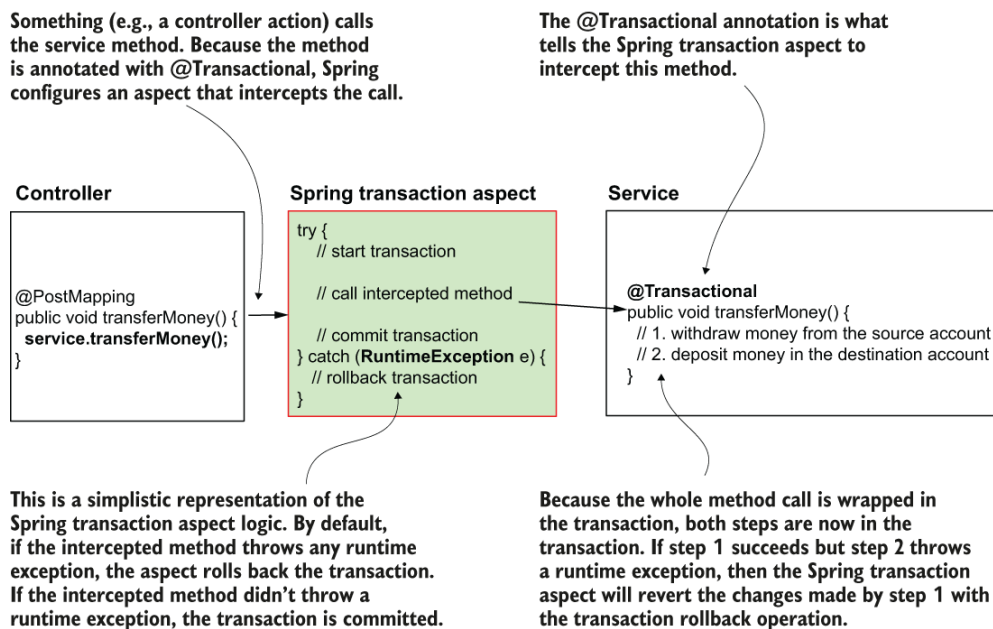 Something (e.g., a controller action) calls
the service method. Because the method
is annotated with @Transactional, Spring
configures an aspect that intercepts the call.
The @Transactional annotation is what
tells the Spring transaction aspect to
intercept this method.
Controller
@PostMapping
public void transferMoney() {
service.transferMoney();
}
Spring transaction aspect
try {
// start transaction
// call intercepted method
// commit transaction
} catch (RuntimeException e) {
// rollback transaction
}
Service
@Transactional
public void transferMoney() {
// 1. withdraw money from the source account
// 2. deposit money in the destination account
}
This is a simplistic representation of the
Spring transaction aspect logic. By default,
if the intercepted method throws any runtime
exception, the aspect rolls back the transaction.
If the intercepted method didn't throw a
runtime exception, the transaction is committed.
Because the whole method call is wrapped in
the transaction, both steps are now in the
transaction. If step 1 succeeds but step 2 throws
a runtime exception, then the Spring transaction
aspect will revert the changes made by step 1 with
the transaction rollback operation.